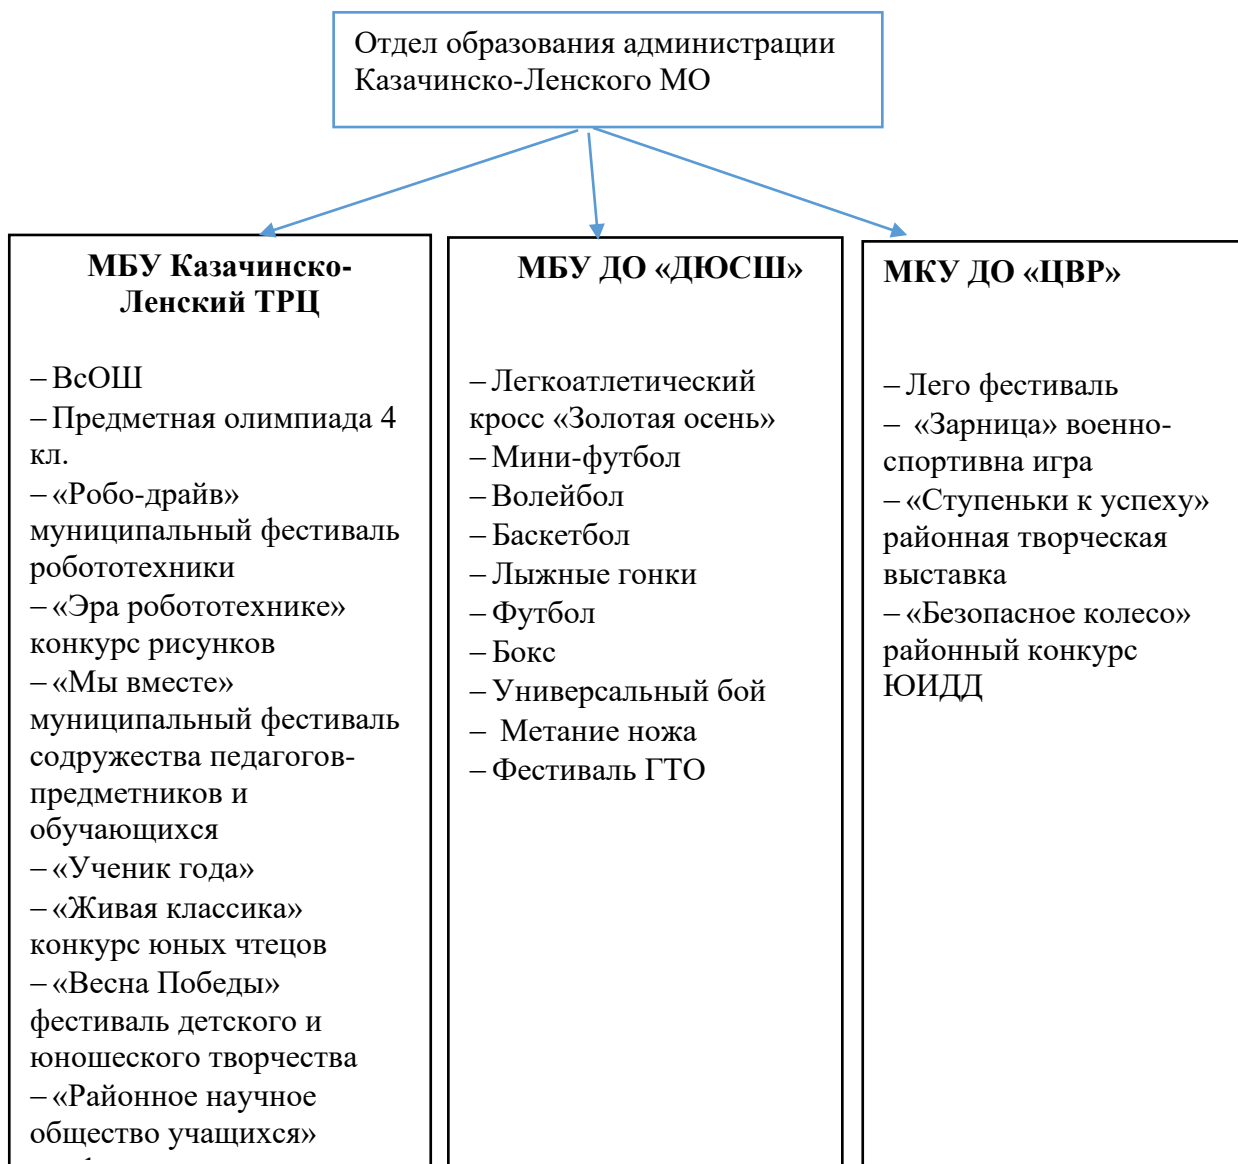 Отдел образования администрации
Казачинско-Ленского МО
МБУ Казачинско-
Ленский ТРЦ
– ВсОШ
– Предметная олимпиада 4
кл.
– «Робо-драйв»
муниципальный фестиваль
робототехники
– «Эра робототехнике»
конкурс рисунков
– «Мы вместе»
муниципальный фестиваль
содружества педагогов-
предметников и
обучающихся
– «Ученик года»
– «Живая классика»
конкурс юных чтецов
– «Весна Победы»
фестиваль детского и
юношеского творчества
– «Районное научное
общество учащихся»
МБУ ДО «ДЮСШ»
– Легкоатлетический
кросс «Золотая осень»
– Мини-футбол
– Волейбол
– Баскетбол
– Лыжные гонки
– Футбол
– Бокс
– Универсальный бой
– Метание ножа
– Фестиваль ГТО
МКУ ДО «ЦВР»
– Лего фестиваль
– «Зарница» военно-
спортивна игра
– «Ступеньки к успеху»
районная творческая
выставка
– «Безопасное колесо»
районный конкурс
ЮИДД